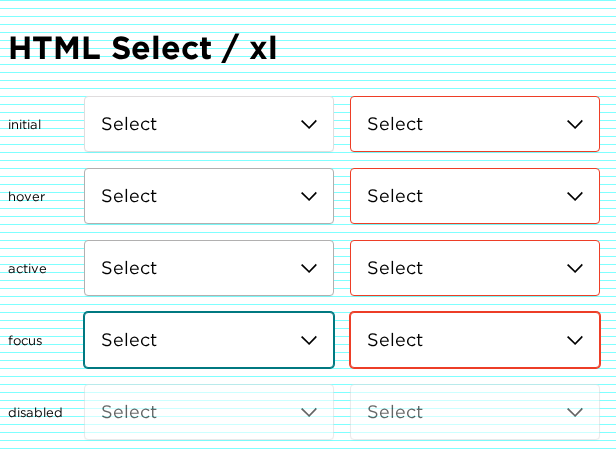 HTML Select / xl
initial Select Select
hover Select Select
active Select Select
focus Select Select
disabled Select Select